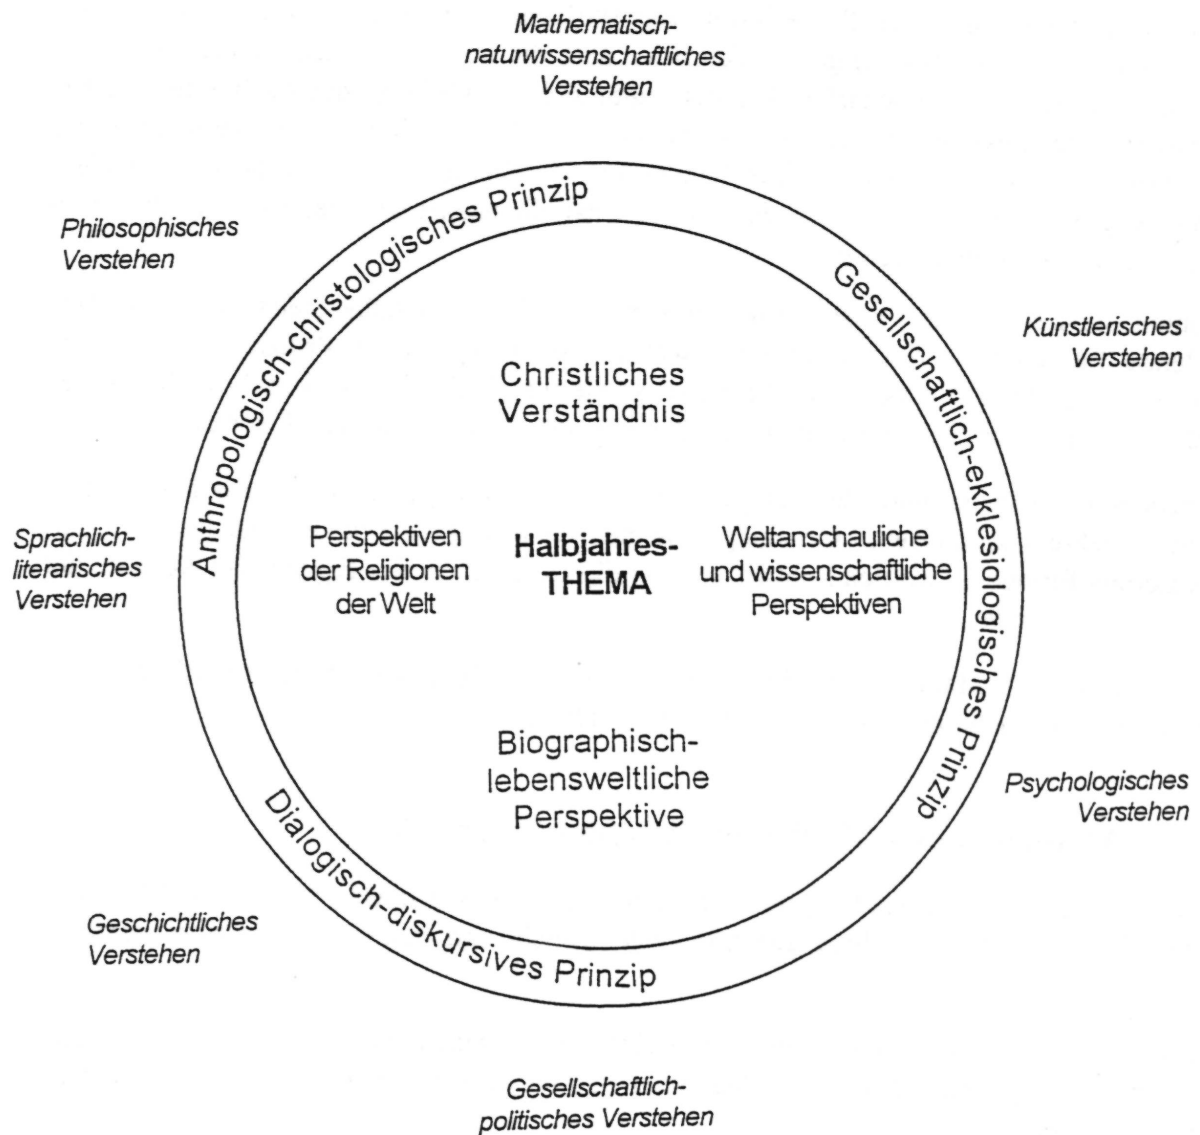 Mathematisch-
naturwissenschaftliches
Verstehen
Philosophisches
Verstehen
Anthropologisch-christologisches Prinzip
Gesellschaftlich-ekklesiologisches Prinzip
Künstlerisches
Verstehen
Christliches
Verständnis
Sprachlich-
literarisches
Verstehen
Perspektiven
der Religionen
der Welt
Halbjahres-
THEMA
Weltanschauliche
und wissenschaftliche
Perspektiven
Biographisch-
lebensweltliche
Perspektive
Psychologisches
Verstehen
Dialogisch-diskursives Prinzip
Geschichtliches
Verstehen
Gesellschaftlich-
politisches Verstehen